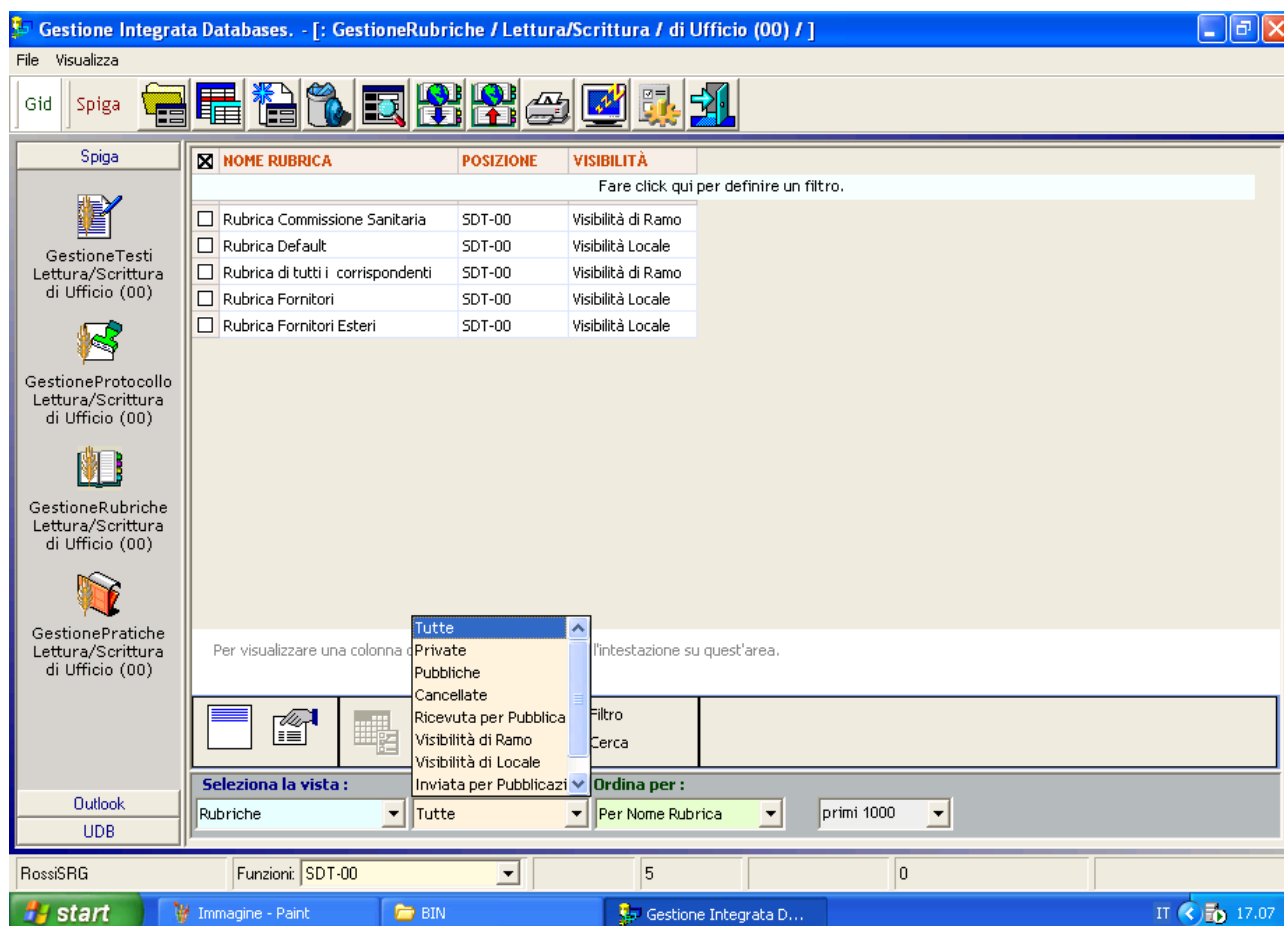 Gestione Integrata Databases. - [: GestioneRubriche / Lettura/Scrittura / di Ufficio (00) / ]
File Visualizza
Gid Spiga
Spiga
GestioneTesti
Lettura/Scrittura
di Ufficio (00)
GestioneProtocollo
Lettura/Scrittura
di Ufficio (00)
GestioneRubriche
Lettura/Scrittura
di Ufficio (00)
GestionePratiche
Lettura/Scrittura
di Ufficio (00)
Outlook
UDB
NOME RUBRICA POSIZIONE VISIBILITÀ
Fare click qui per definire un filtro.
Rubrica Commissione Sanitaria SDT-00 Visibilità di Ramo
Rubrica Default SDT-00 Visibilità Locale
Rubrica di tutti i corrispondenti SDT-00 Visibilità di Ramo
Rubrica Fornitori SDT-00 Visibilità Locale
Rubrica Fornitori Esteri SDT-00 Visibilità Locale
Per visualizzare una colonna l'intestazione su quest'area.
Tutte
Private
Pubbliche
Cancellate
Ricevuta per Pubblica
Visibilità di Ramo
Visibilità di Locale
Inviata per Pubblicazi
Filtro
Cerca
Seleziona la vista : Ordina per :
Rubriche Tutte Per Nome Rubrica primi 1000
RossiSRG Funzioni: SDT-00 5 0
start Immagine - Paint BIN Gestione Integrata D... IT 17.07